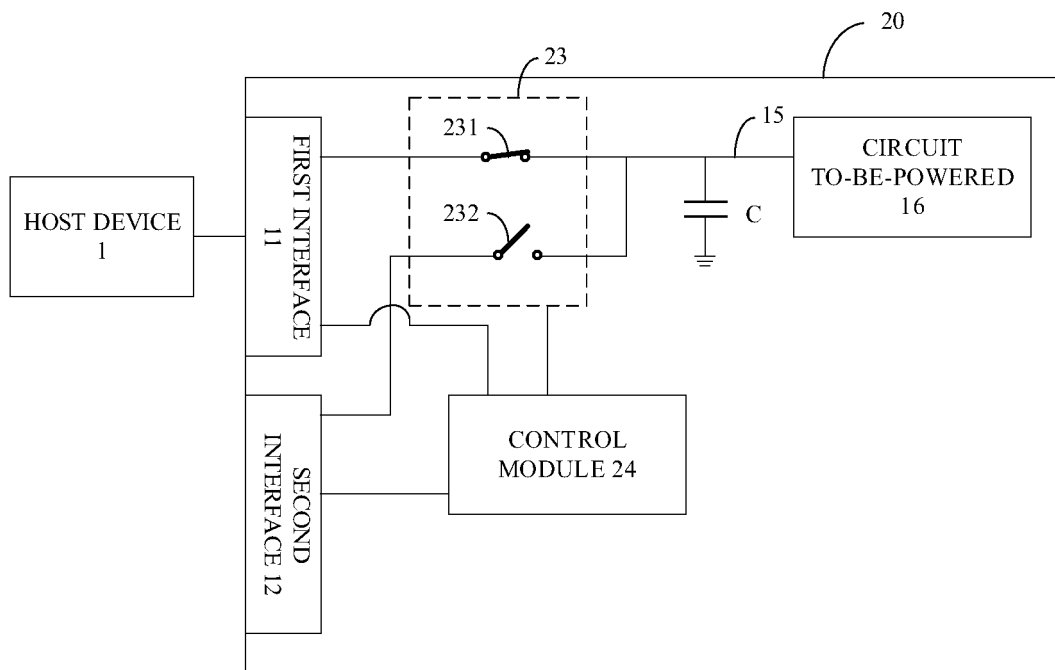 20
23
231
15
CIRCUIT
TO-BE-POWERED
16
HOST DEVICE
1
FIRST INTERFACE
11
232
C
SECOND
INTERFACE 12
CONTROL
MODULE 24